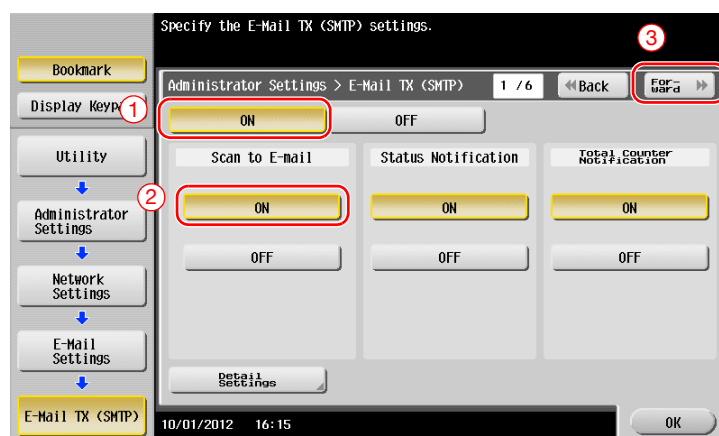 Specify the E-Mail TX (SMTP) settings.
3
Bookmark
Display Keyp
1
Administrator Settings > E-Mail TX (SMTP)
1 /6
Back
For-
ward
ON
OFF
Utility
Scan to E-mail
Status Notification
Total Counter
Notification
2
Administrator
Settings
ON
ON
ON
OFF
OFF
OFF
Network
Settings
E-Mail
Settings
Detail
Settings
E-Mail TX (SMTP)
10/01/2012 16:15
OK